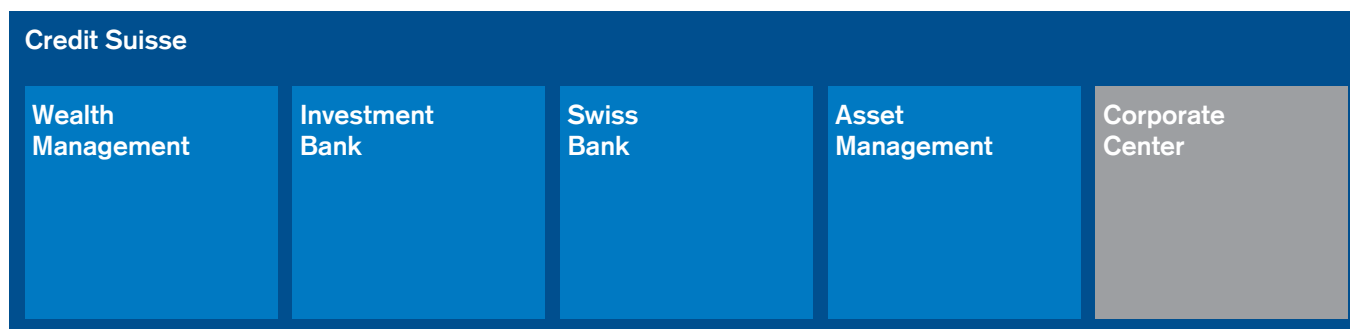 Credit Suisse
Wealth
Management
Investment
Bank
Swiss
Bank
Asset
Management
Corporate
Center